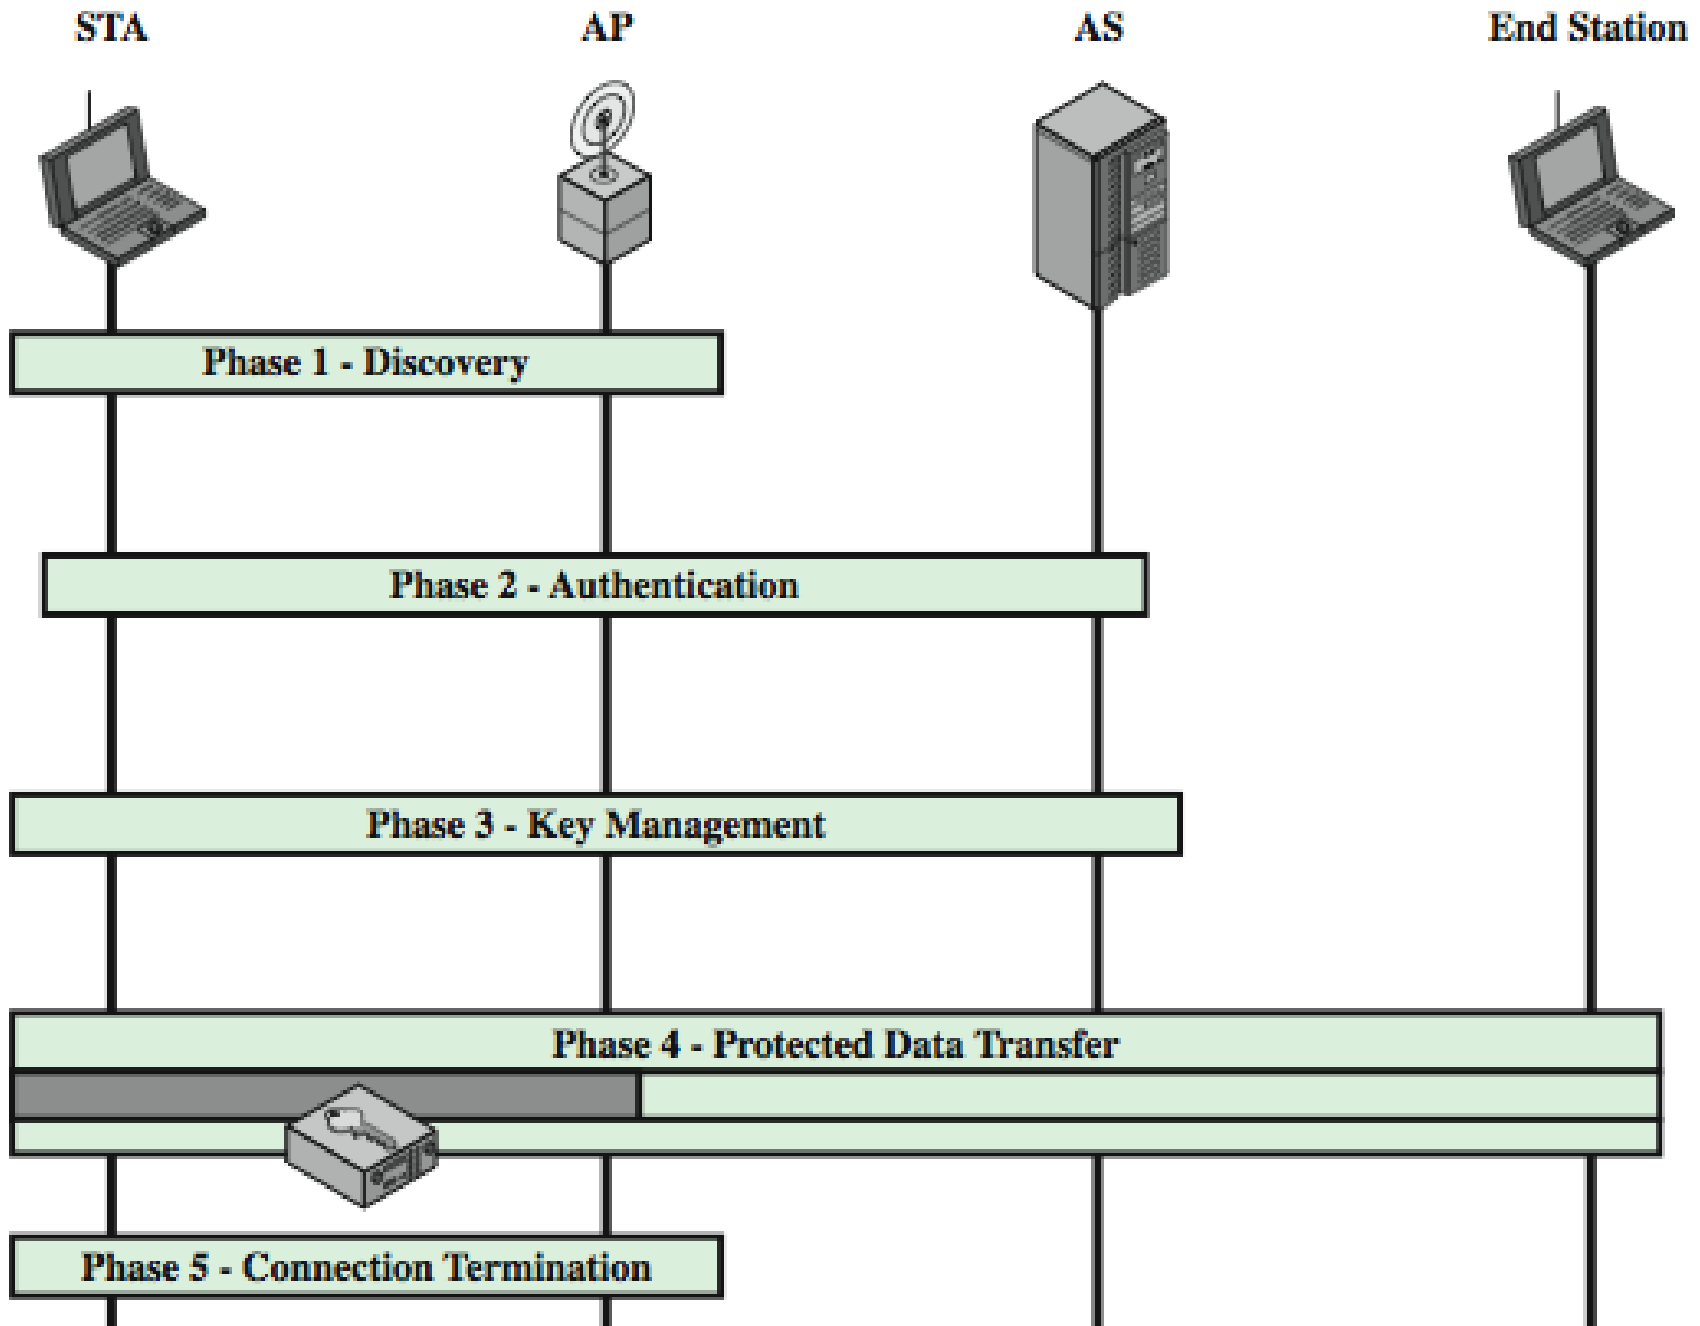 STA AP AS End Station
Phase 1 - Discovery
Phase 2 - Authentication
Phase 3 - Key Management
Phase 4 - Protected Data Transfer
Phase 5 - Connection Termination